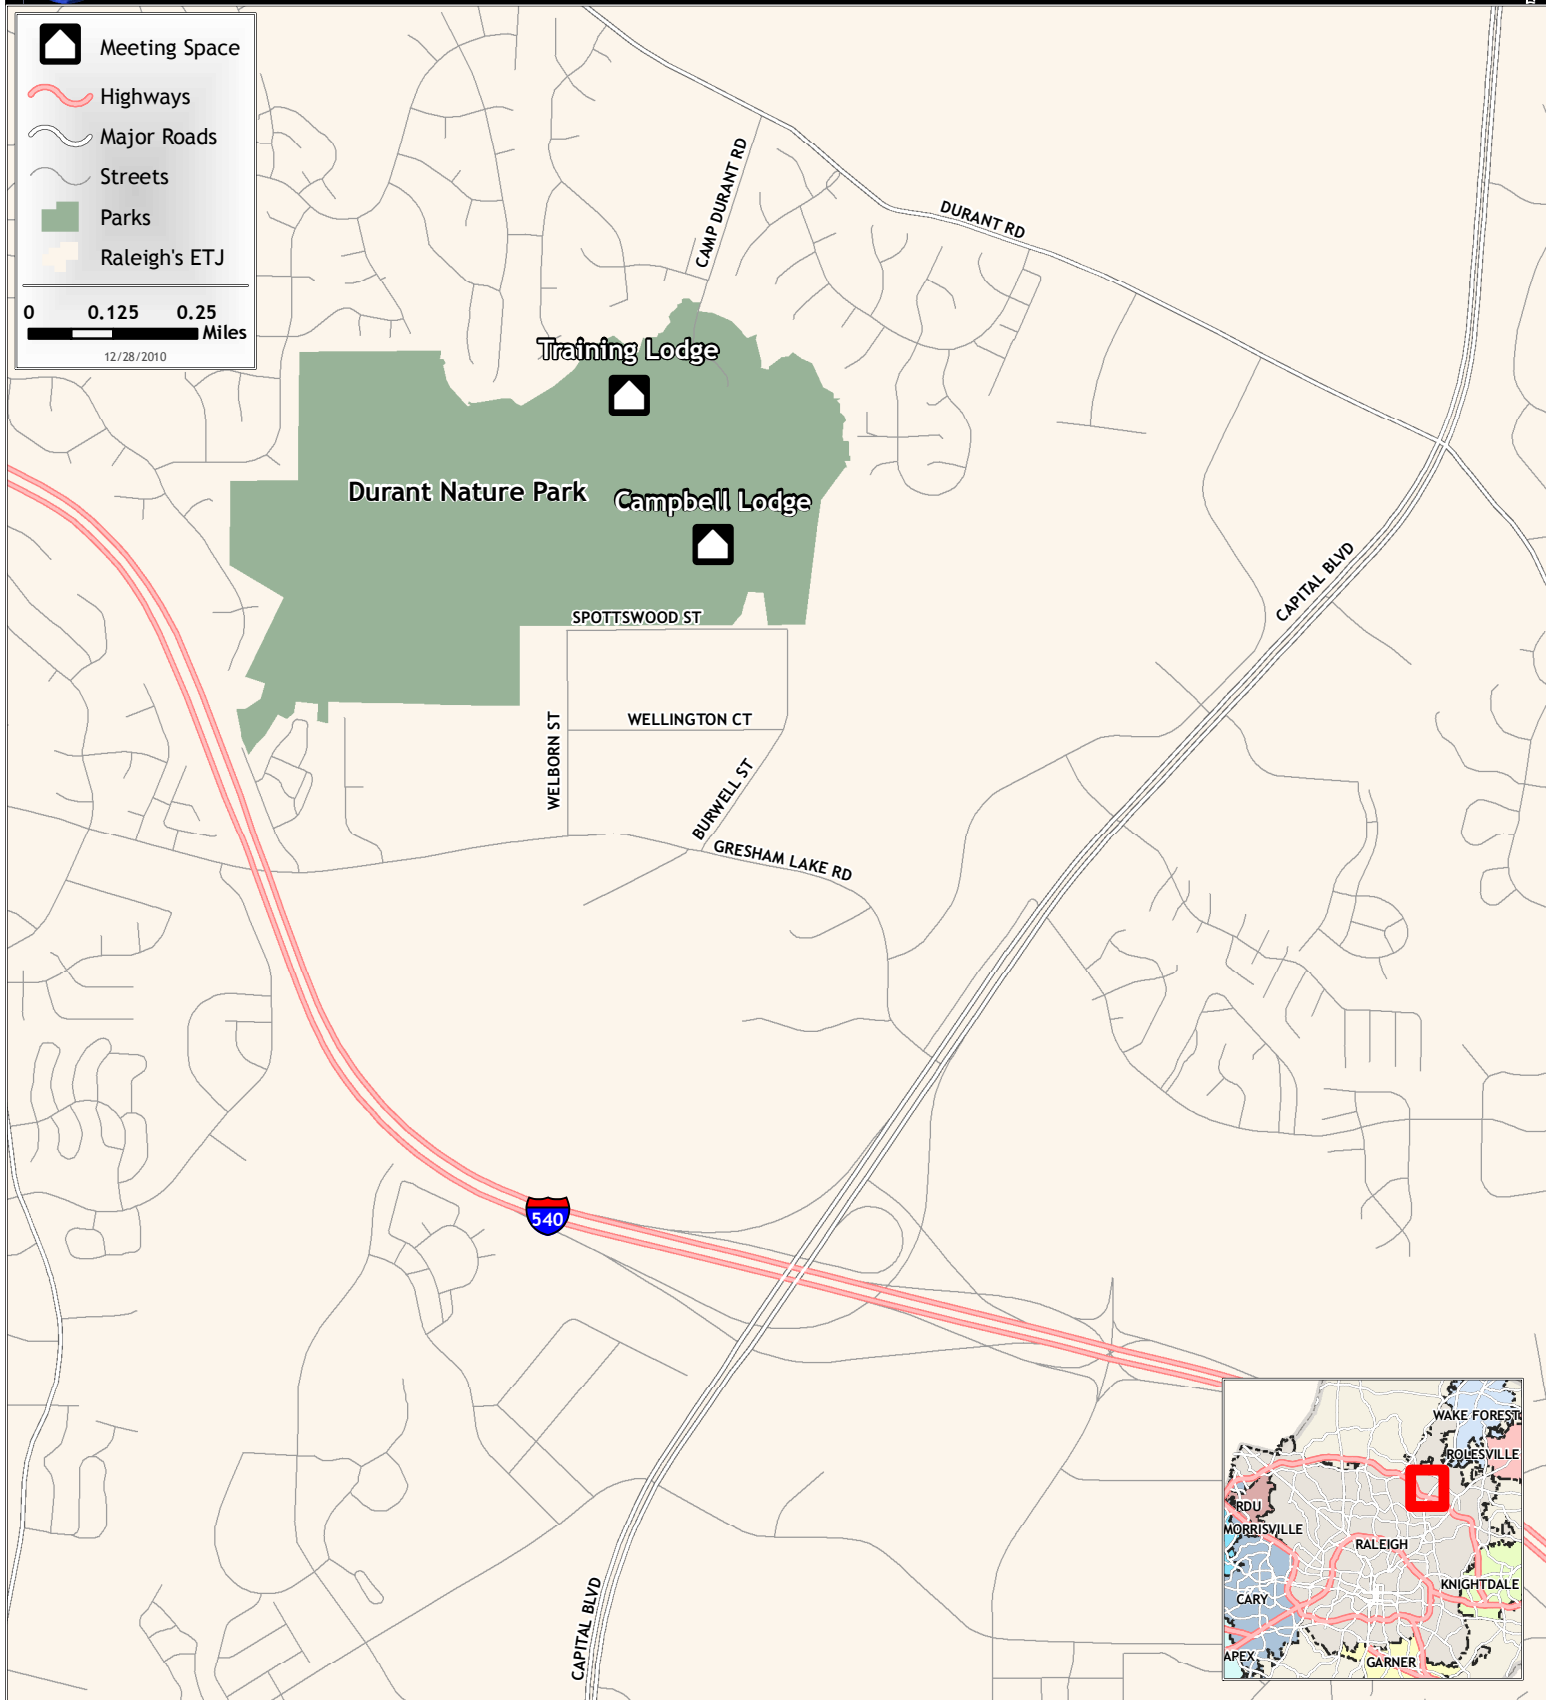 Meeting Space
Highways
Major Roads
Streets
Parks
Raleigh's ETJ
0 0.125 0.25
Miles
12/28/2010
CAMP DURANT RD
DURANT RD
Training Lodge
Durant Nature Park
Campbell Lodge
CAPITAL BLVD
SPOTTSWOOD ST
WELLINGTON CT
WELBORN ST
BURWELL ST
GRESHAM LAKE RD
540
CAPITAL BLVD
WAKE FOREST
ROLESVILLE
RDU
MORRISVILLE
RALEIGH
KNIGHTDALE
CARY
APEX
GARNER